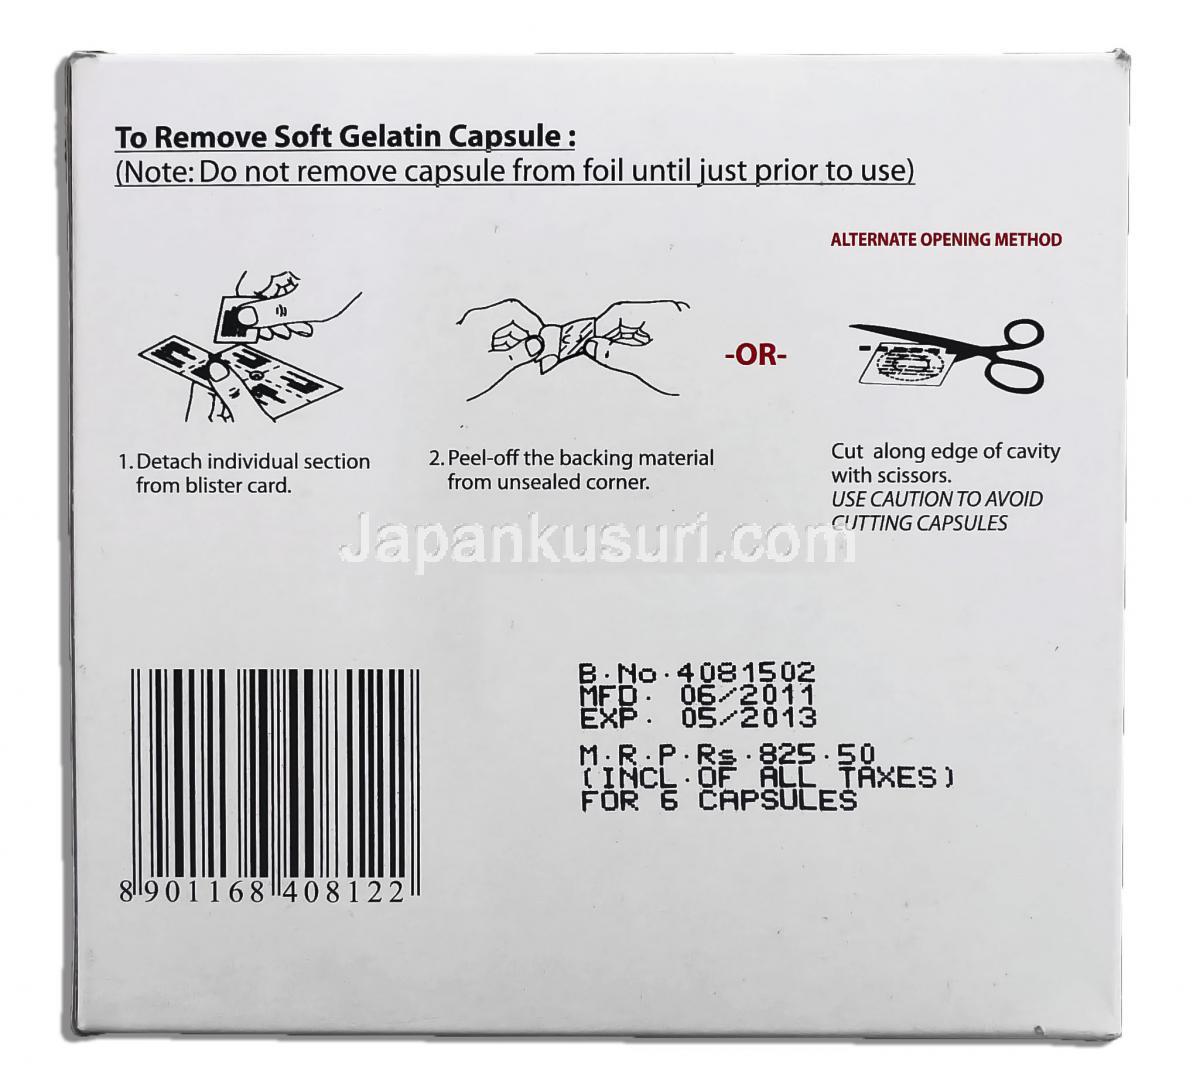 To Remove Soft Gelatin Capsule :
(Note: Do not remove capsule from foil until just prior to use)
ALTERNATE OPENING METHOD
-OR-
1. Detach individual section
from blister card.
2. Peel-off the backing material
from unsealed corner.
Cut along edge of cavity
with scissors.
USE CAUTION TO AVOID
CUTTING CAPSULES
Japankusuri.com
B.No.4081502
MFD. 06/2011
EXP. 05/2013
M.R.P.Rs.825.50
(INCL.OF ALL TAXES)
FOR 6 CAPSULES
8901168408122